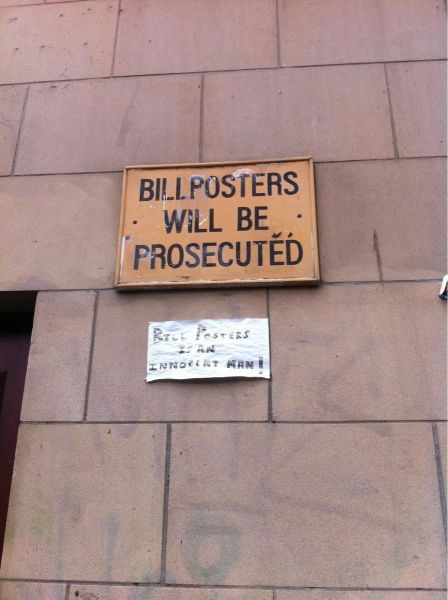 BILLPOSTERS
· WILL BE ·
PROSECUTED
BILL POSTERS
IS AN
INNOCENT MAN!